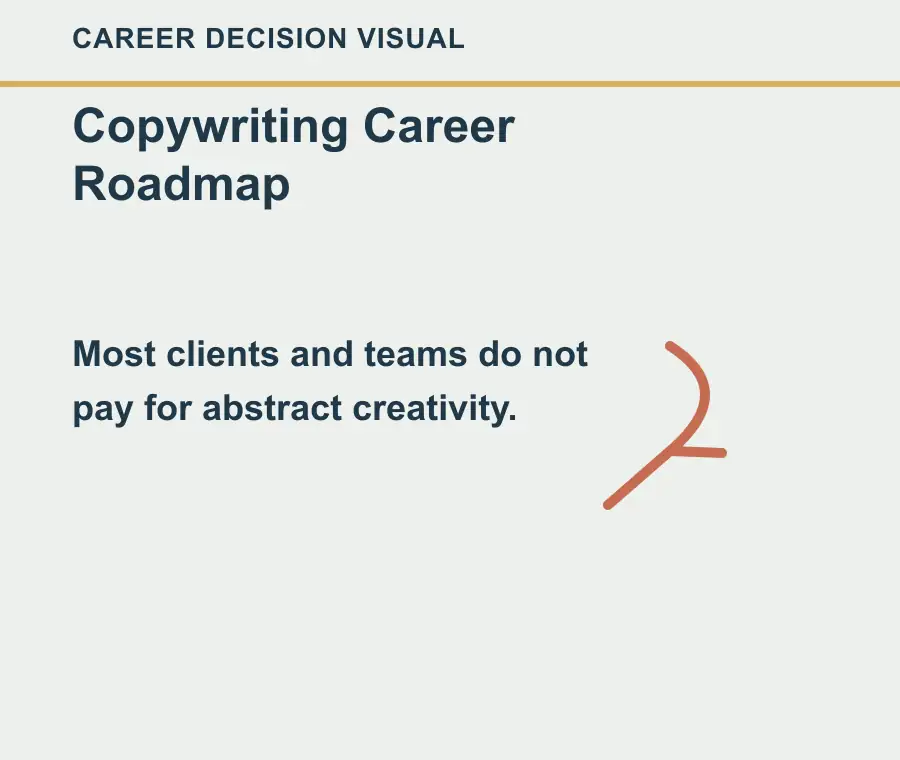 CAREER DECISION VISUAL
Copywriting Career
Roadmap
Most clients and teams do not
pay for abstract creativity.